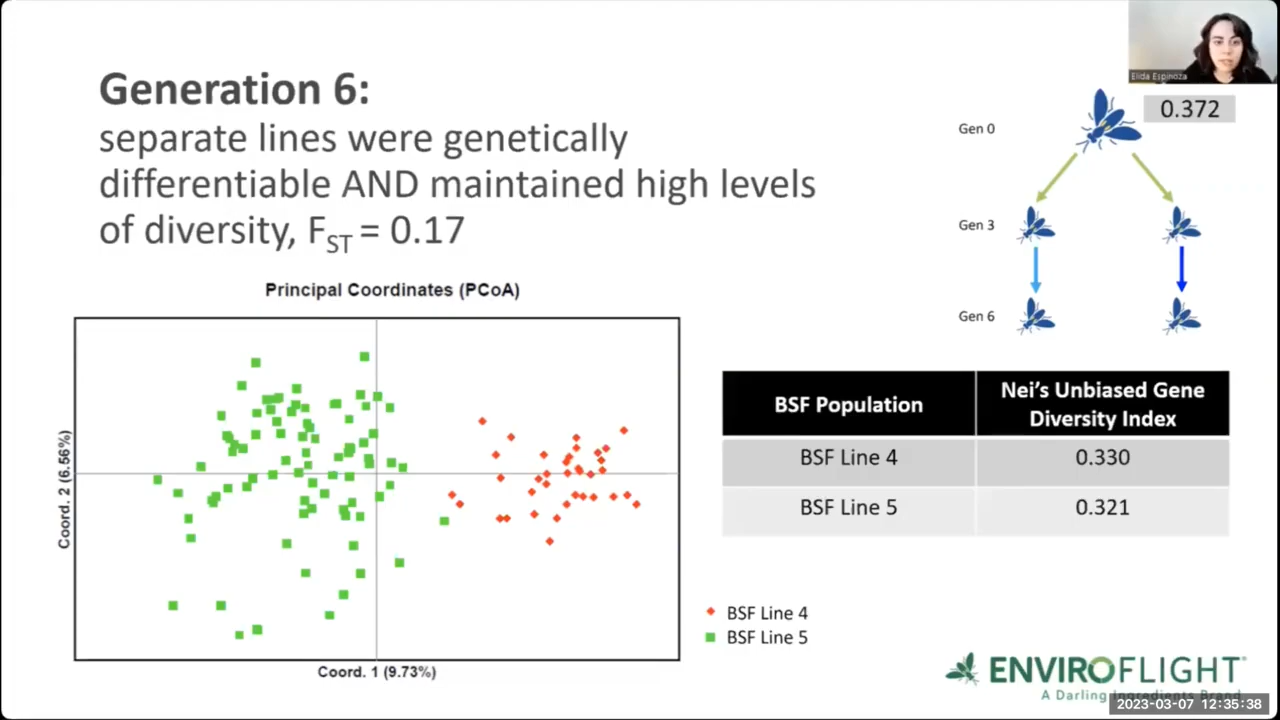 Elida Espinoza
Generation 6:
separate lines were genetically
differentiable AND maintained high levels
of diversity, FST = 0.17
0.372
Gen 0
Gen 3
Gen 6
Principal Coordinates (PCoA)
Coord. 2 (6.56%)
Coord. 1 (9.73%)
BSF Population
Nei's Unbiased Gene
Diversity Index
BSF Line 4
0.330
BSF Line 5
0.321
BSF Line 4
BSF Line 5
ENVIROFLIGHT
A Darling Ingredients Brand
2023-03-07 12:35:38